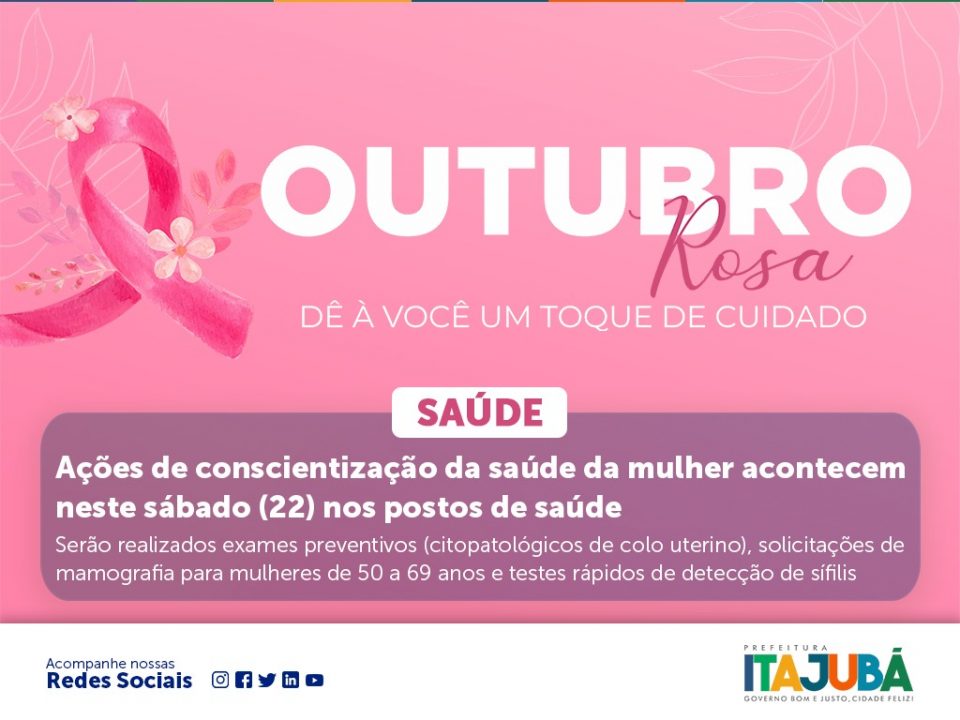 OUTUBRO
Rosa
DÊ À VOCÊ UM TOQUE DE CUIDADO
SAÚDE
Ações de conscientização da saúde da mulher acontecem
neste sábado (22) nos postos de saúde
Serão realizados exames preventivos (citopatológicos de colo uterino), solicitações de
mamografia para mulheres de 50 a 69 anos e testes rápidos de detecção de sífilis
Acompanhe nossas
Redes Sociais
PREFEITURA
ITAJUBÁ
GOVERNO BOM E JUSTO, CIDADE FELIZ!